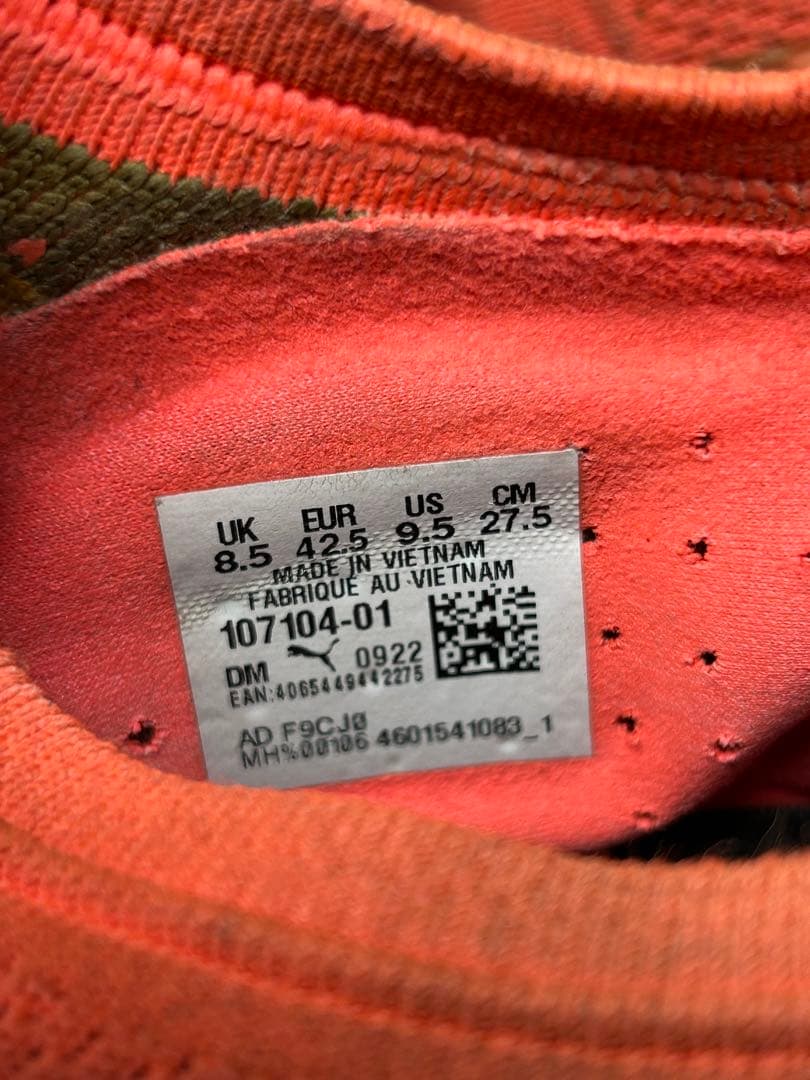 UK EUR US CM
8.5 42.5 9.5 27.5
MADE IN VIETNAM
FABRIQUE AU VIETNAM
107104-01
DM 0922
EAN:4065449442275
AD F9CJ0
MH%00106 4601541083_1